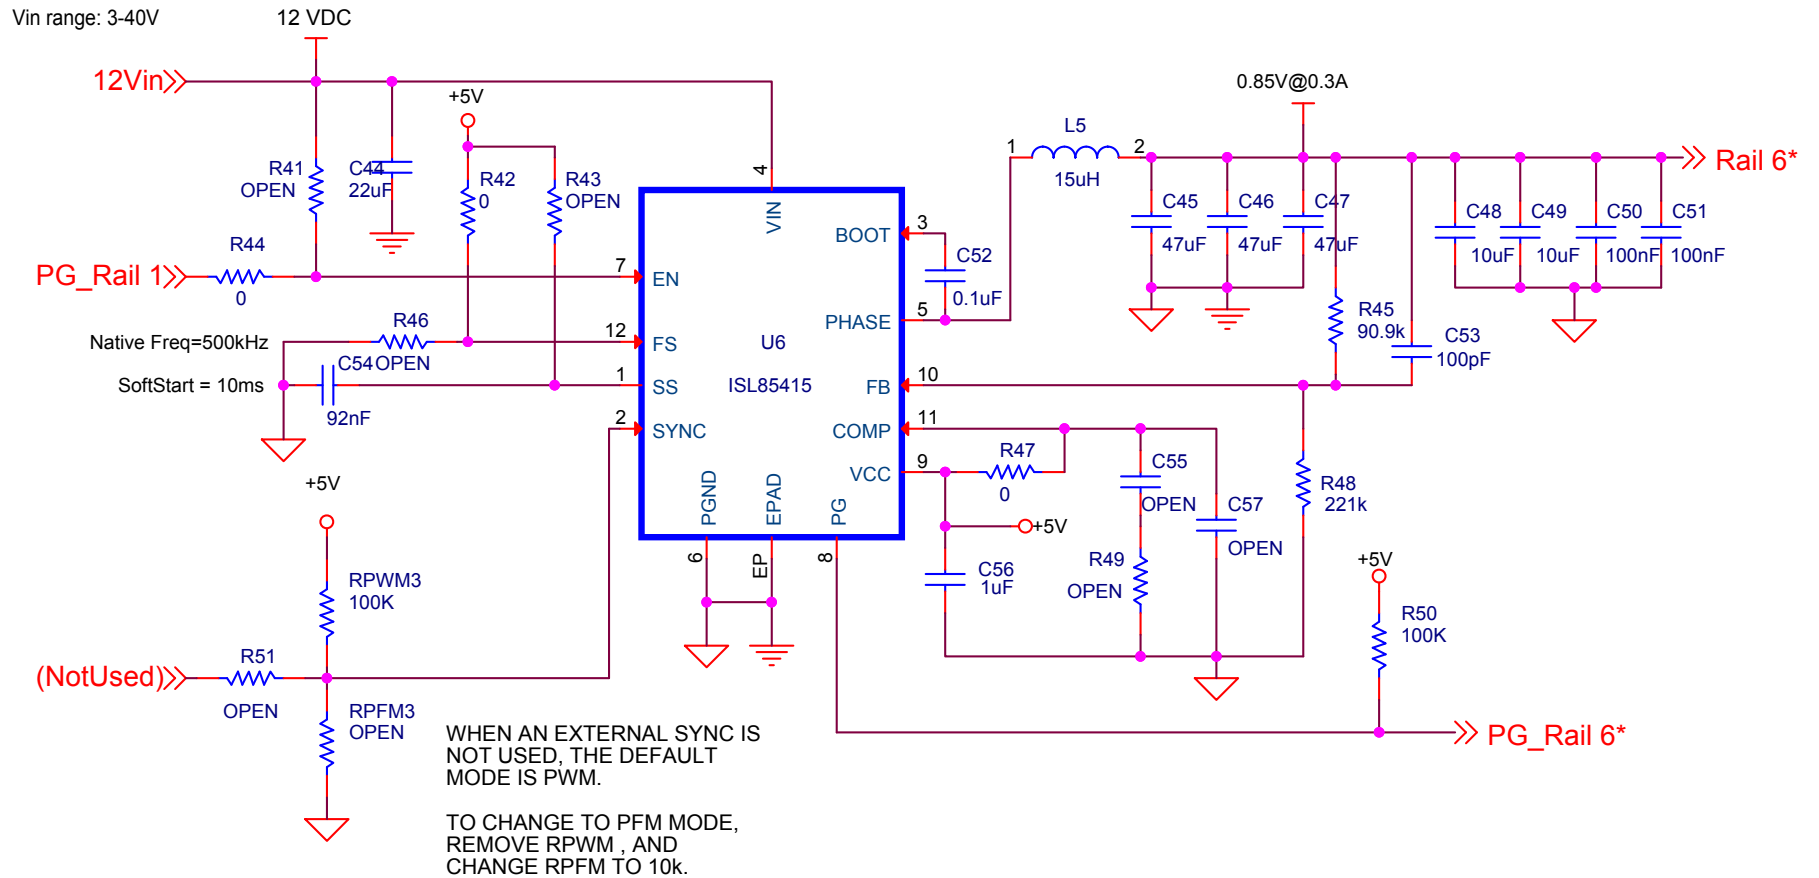 Vin range: 3-40V
12 VDC
12Vin
+5V
0.85V@0.3A
L5
1
2
15uH
Rail 6*
R41
OPEN
C44
22uF
R42
0
R43
OPEN
4
VIN
C45
47uF
C46
47uF
C47
47uF
C48
10uF
C49
10uF
C50
100nF
C51
100nF
R44
0
PG_Rail 1
7
EN
BOOT
3
C52
0.1uF
PHASE
5
R45
90.9k
C53
100pF
Native Freq=500kHz
R46
OPEN
12
FS
U6
SoftStart = 10ms
C54
92nF
1
SS
ISL85415
FB
10
2
SYNC
COMP
11
VCC
9
R47
0
C55
OPEN
C57
OPEN
R48
221k
PGND
EPAD
PG
6
EP
8
+5V
+5V
C56
1uF
R49
OPEN
+5V
R50
100K
RPWM3
100K
(NotUsed)
R51
OPEN
RPFM3
OPEN
PG_Rail 6*
WHEN AN EXTERNAL SYNC IS
NOT USED, THE DEFAULT
MODE IS PWM.
TO CHANGE TO PFM MODE,
REMOVE RPWM , AND
CHANGE RPFM TO 10k.